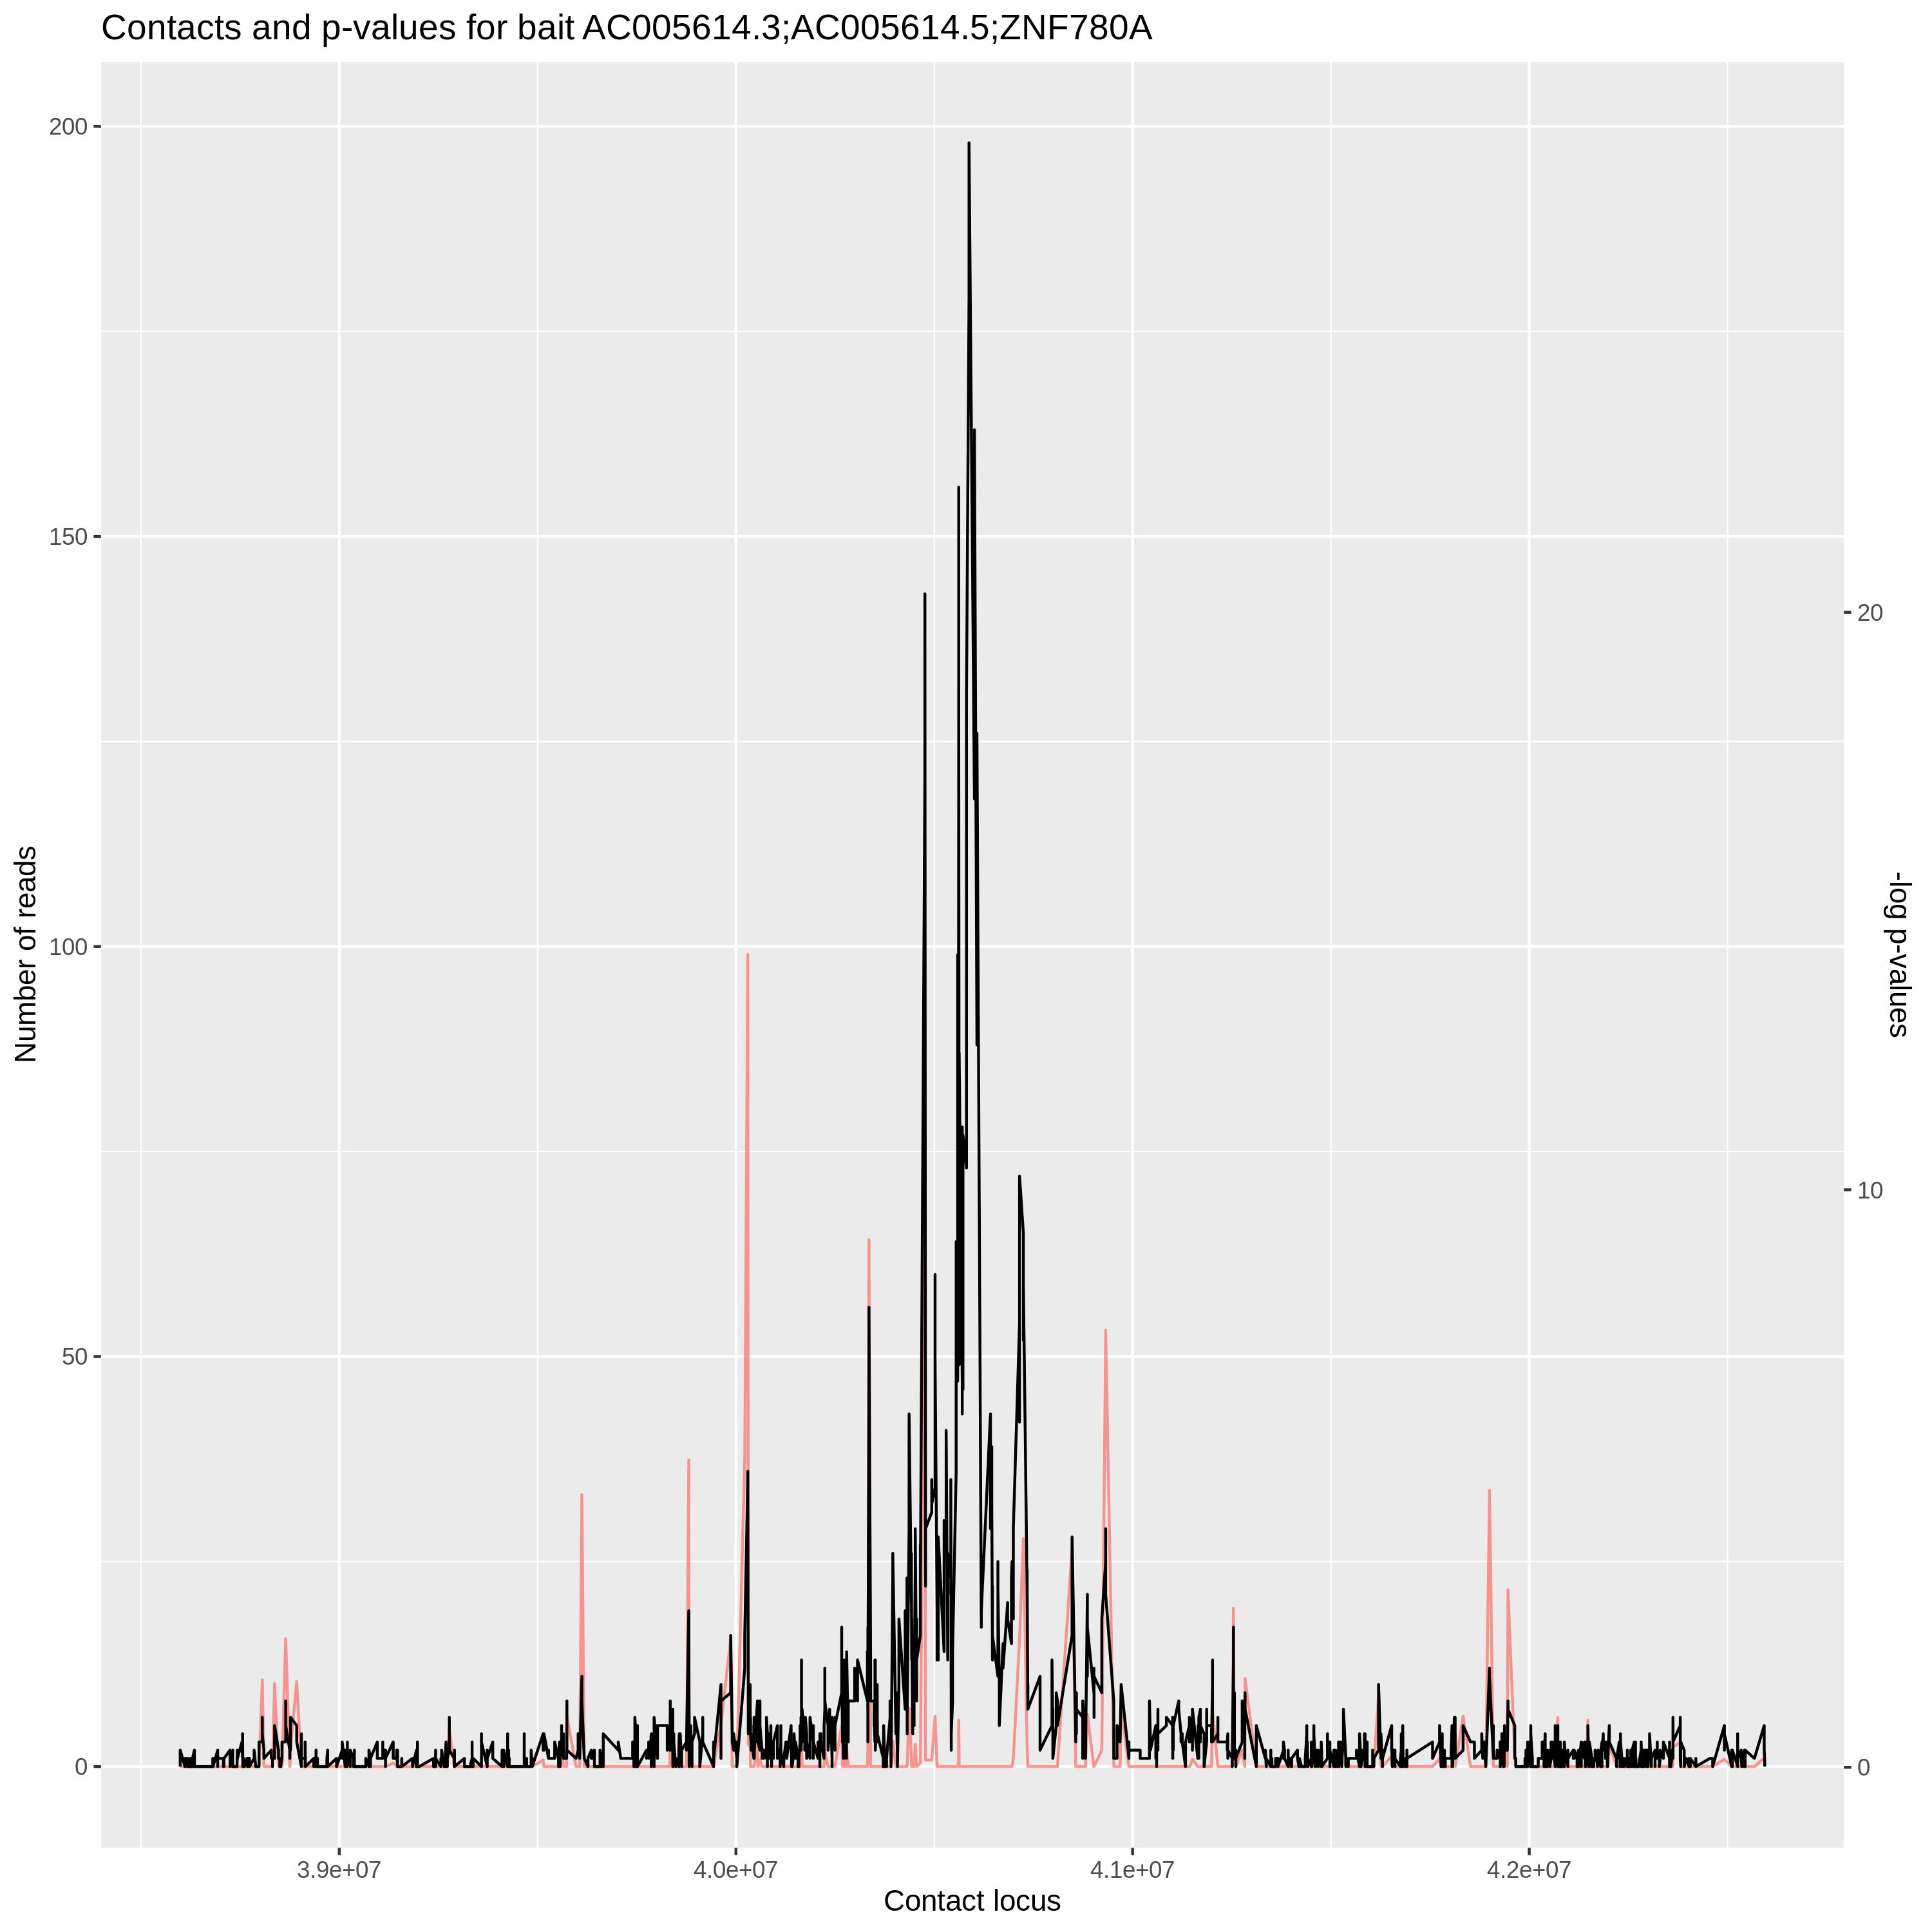 Contacts and p-values for bait AC005614.3;AC005614.5;ZNF780A
200
150
100
50
0
Number of reads
20
10
0
-log p-values
3.9e+07
4.0e+07
4.1e+07
4.2e+07
Contact locus